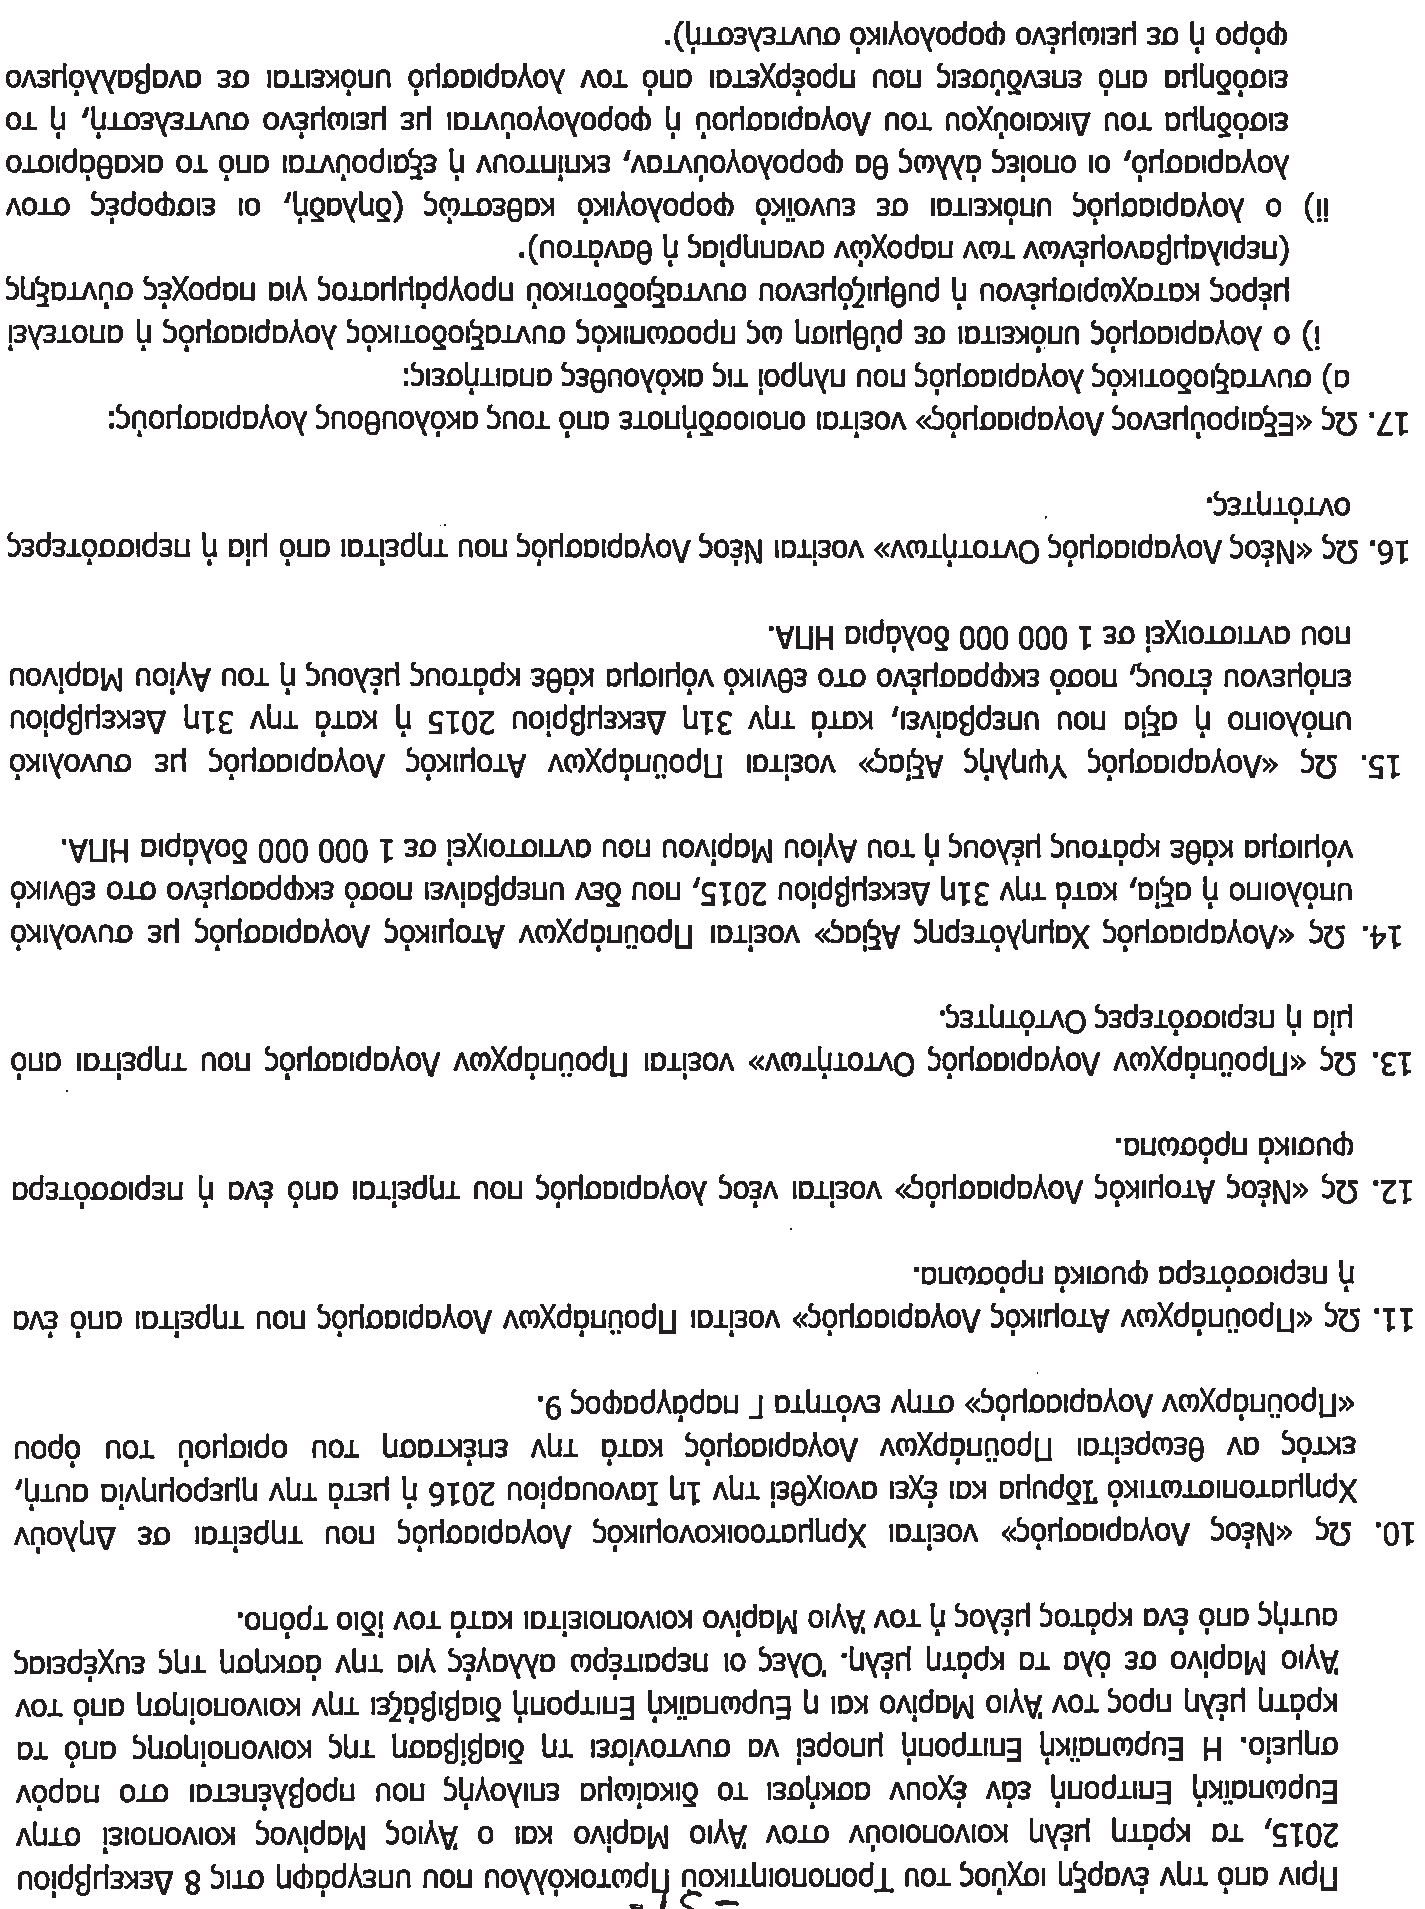 Πριν από την έναρξη ισχύος του Τροποποιητικού Πρωτοκόλλου που υπεγράφη στις 8 Δεκεμβρίου
2015, τα κράτη μέλη κοινοποιούν στον Άγιο Μαρίνο και ο Άγιος Μαρίνος κοινοποιεί στην
Ευρωπαϊκή Επιτροπή εάν έχουν ασκήσει το δικαίωμα επιλογής που προβλέπεται στο παρόν
σημείο. Η Ευρωπαϊκή Επιτροπή μπορεί να συντονίσει τη διαβίβαση της κοινοποίησης από τα
κράτη μέλη προς τον Άγιο Μαρίνο και η Ευρωπαϊκή Επιτροπή διαβιβάζει την κοινοποίηση από τον
Άγιο Μαρίνο σε όλα τα κράτη μέλη. Όλες οι περαιτέρω αλλαγές για την άσκηση της ευχέρειας
αυτής από ένα κράτος μέλος ή τον Άγιο Μαρίνο κοινοποιείται κατά τον ίδιο τρόπο.
10. Ως «Νέος Λογαριασμός» νοείται Χρηματοοικονομικός Λογαριασμός που τηρείται σε Δηλούν
Χρηματοπιστωτικό Ίδρυμα και έχει ανοιχθεί την 1η Ιανουαρίου 2016 ή μετά την ημερομηνία αυτή,
εκτός αν θεωρείται Προϋπάρχων Λογαριασμός κατά την επέκταση του ορισμού του όρου
«Προϋπάρχων Λογαριασμός» στην ενότητα Γ παράγραφος 9.
11. Ως «Προϋπάρχων Ατομικός Λογαριασμός» νοείται Προϋπάρχων Λογαριασμός που τηρείται από ένα
ή περισσότερα φυσικά πρόσωπα.
12. Ως «Νέος Ατομικός Λογαριασμός» νοείται νέος λογαριασμός που τηρείται από ένα ή περισσότερα
φυσικά πρόσωπα.
13. Ως «Προϋπάρχων Λογαριασμός Οντοτήτων» νοείται Προϋπάρχων Λογαριασμός που τηρείται από
μία ή περισσότερες Οντότητες.
14. Ως «Λογαριασμός Χαμηλότερης Αξίας» νοείται Προϋπάρχων Ατομικός Λογαριασμός με συνολικό
υπόλοιπο ή αξία, κατά την 31η Δεκεμβρίου 2015, που δεν υπερβαίνει ποσό εκφρασμένο στο εθνικό
νόμισμα κάθε κράτους μέλους ή του Αγίου Μαρίνου που αντιστοιχεί σε 1 000 000 δολάρια ΗΠΑ.
15. Ως «Λογαριασμός Υψηλής Αξίας» νοείται Προϋπάρχων Ατομικός Λογαριασμός με συνολικό
υπόλοιπο ή αξία που υπερβαίνει, κατά την 31η Δεκεμβρίου 2015 ή κατά την 31η Δεκεμβρίου
επόμενου έτους, ποσό εκφρασμένο στο εθνικό νόμισμα κάθε κράτους μέλους ή του Αγίου Μαρίνου
που αντιστοιχεί σε 1 000 000 δολάρια ΗΠΑ.
16. Ως «Νέος Λογαριασμός Οντοτήτων» νοείται Νέος Λογαριασμός που τηρείται από μία ή περισσότερες
οντότητες.
17. Ως «Εξαιρούμενος Λογαριασμός» νοείται οποιοσδήποτε από τους ακόλουθους λογαριασμούς:
α) συνταξιοδοτικός λογαριασμός που πληροί τις ακόλουθες απαιτήσεις:
i) ο λογαριασμός υπόκειται σε ρύθμιση ως προσωπικός συνταξιοδοτικός λογαριασμός ή αποτελεί
μέρος καταχωρισμένου ή ρυθμιζόμενου συνταξιοδοτικού προγράμματος για παροχές σύνταξης
(περιλαμβανομένων των παροχών αναπηρίας ή θανάτου).
ii) ο λογαριασμός υπόκειται σε ευνοϊκό φορολογικό καθεστώς (δηλαδή, οι εισφορές στον
λογαριασμό, οι οποίες άλλως θα φορολογούνταν, εκπίπτουν ή εξαιρούνται από το ακαθάριστο
εισόδημα του Δικαιούχου του Λογαριασμού ή φορολογούνται με μειωμένο συντελεστή, ή το
εισόδημα από επενδύσεις που προέρχεται από τον λογαριασμό υπόκειται σε αναβαλλόμενο
φόρο ή σε μειωμένο φορολογικό συντελεστή).